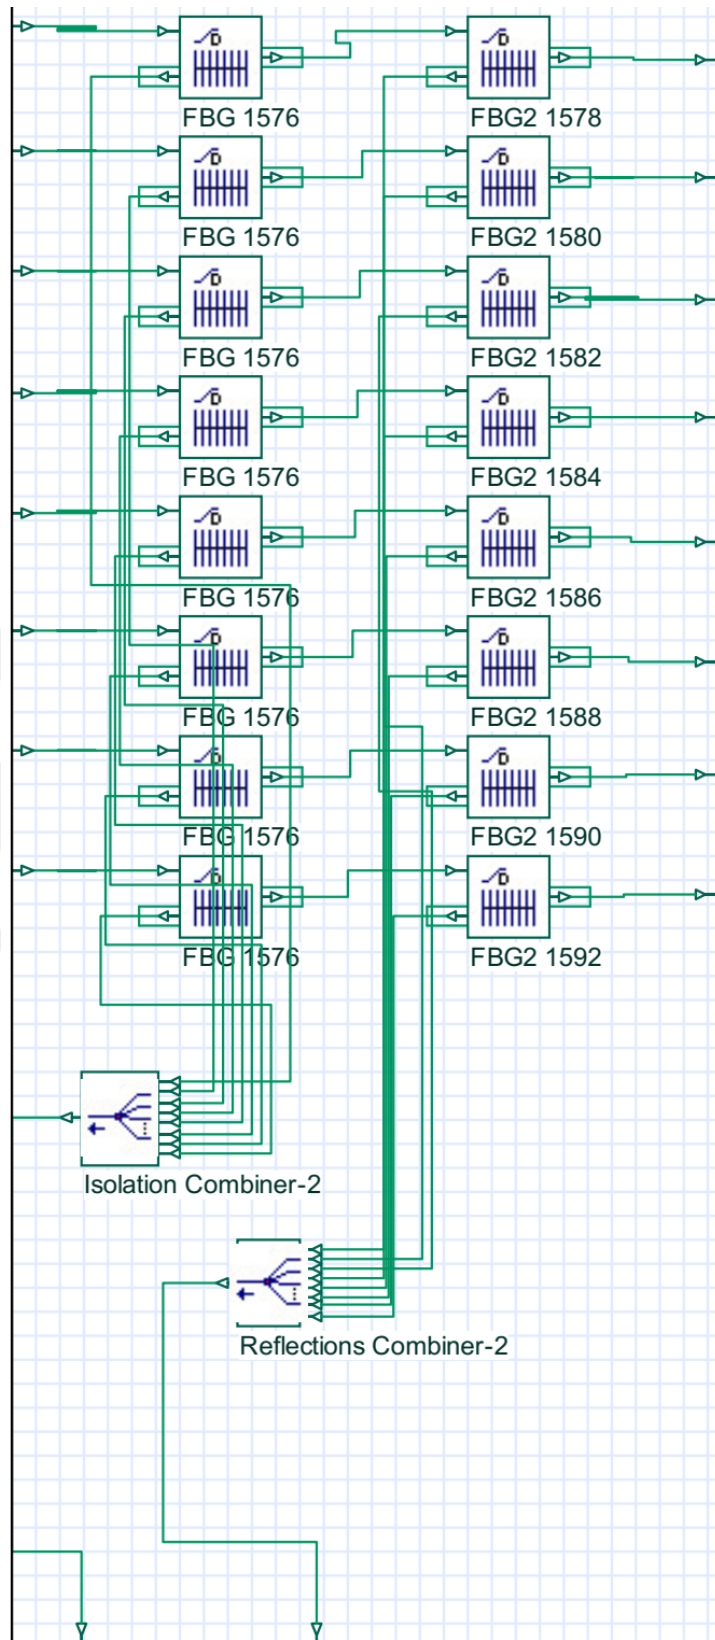 FBG 1576 FBG2 1578
FBG 1576 FBG2 1580
FBG 1576 FBG2 1582
FBG 1576 FBG2 1584
FBG 1576 FBG2 1586
FBG 1576 FBG2 1588
FBG 1576 FBG2 1590
FBG 1576 FBG2 1592
Isolation Combiner-2
Reflections Combiner-2